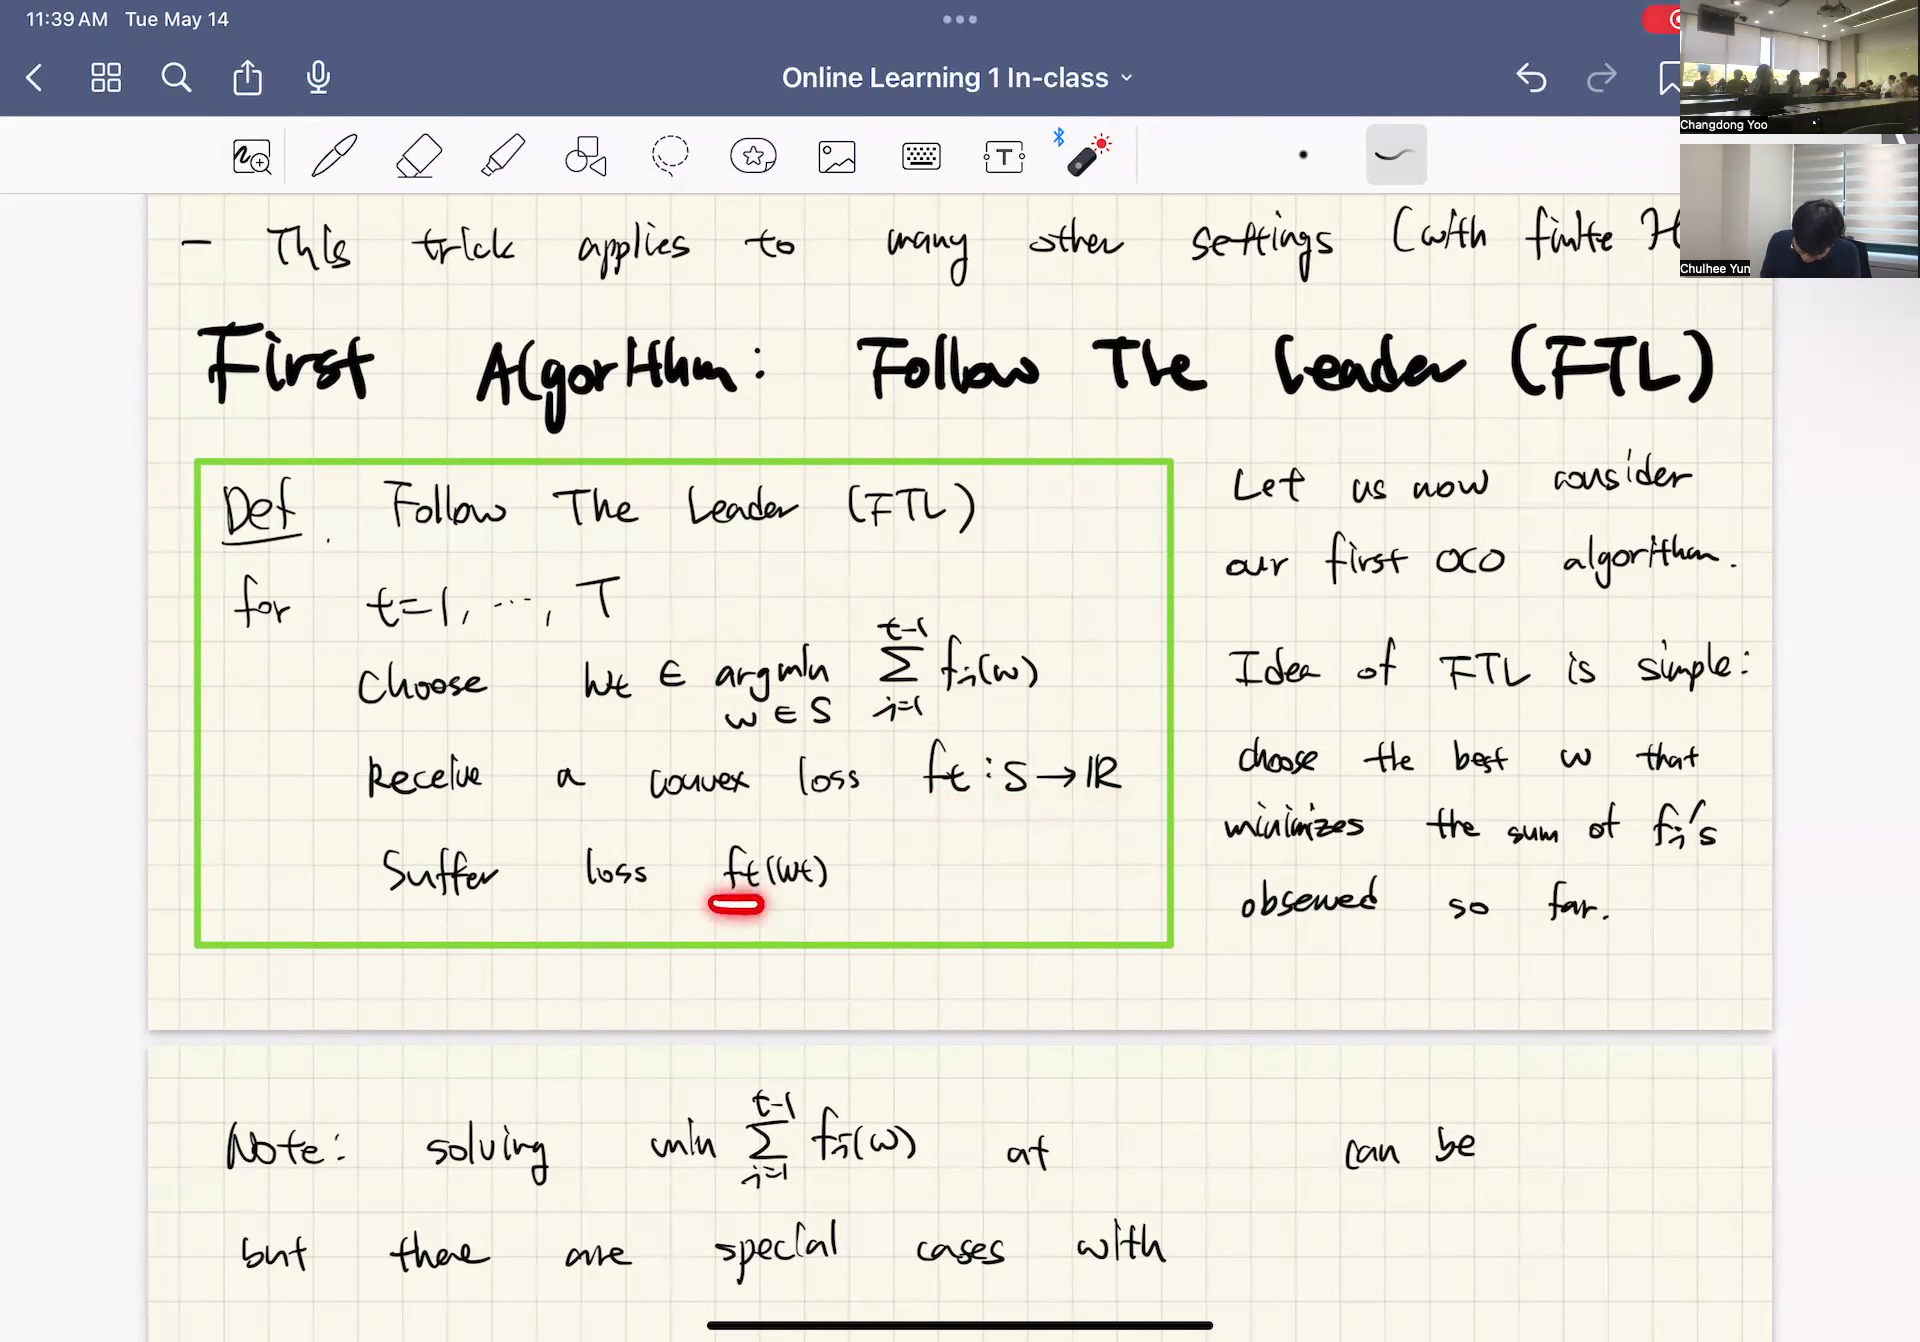 11:39 AM Tue May 14
Online Learning 1 In-class
Changdong Yoo
Chulhee Yun
- This trick applies to many other settings (with finite H
First Algorithm: Follow The Leader (FTL)
Def. Follow The Leader (FTL)
for t=1, ..., T
Choose wt ∈ argmin w∈S ∑_{i=1}^{t-1} fi(w)
Receive a convex loss ft : S → ℝ
Suffer loss ft(wt)
Let us now consider
our first OCO algorithm.
Idea of FTL is simple:
choose the best w that
minimizes the sum of fi's
observed so far.
Note: solving min ∑_{i=1}^{t-1} fi(w) at can be
but there are special cases with